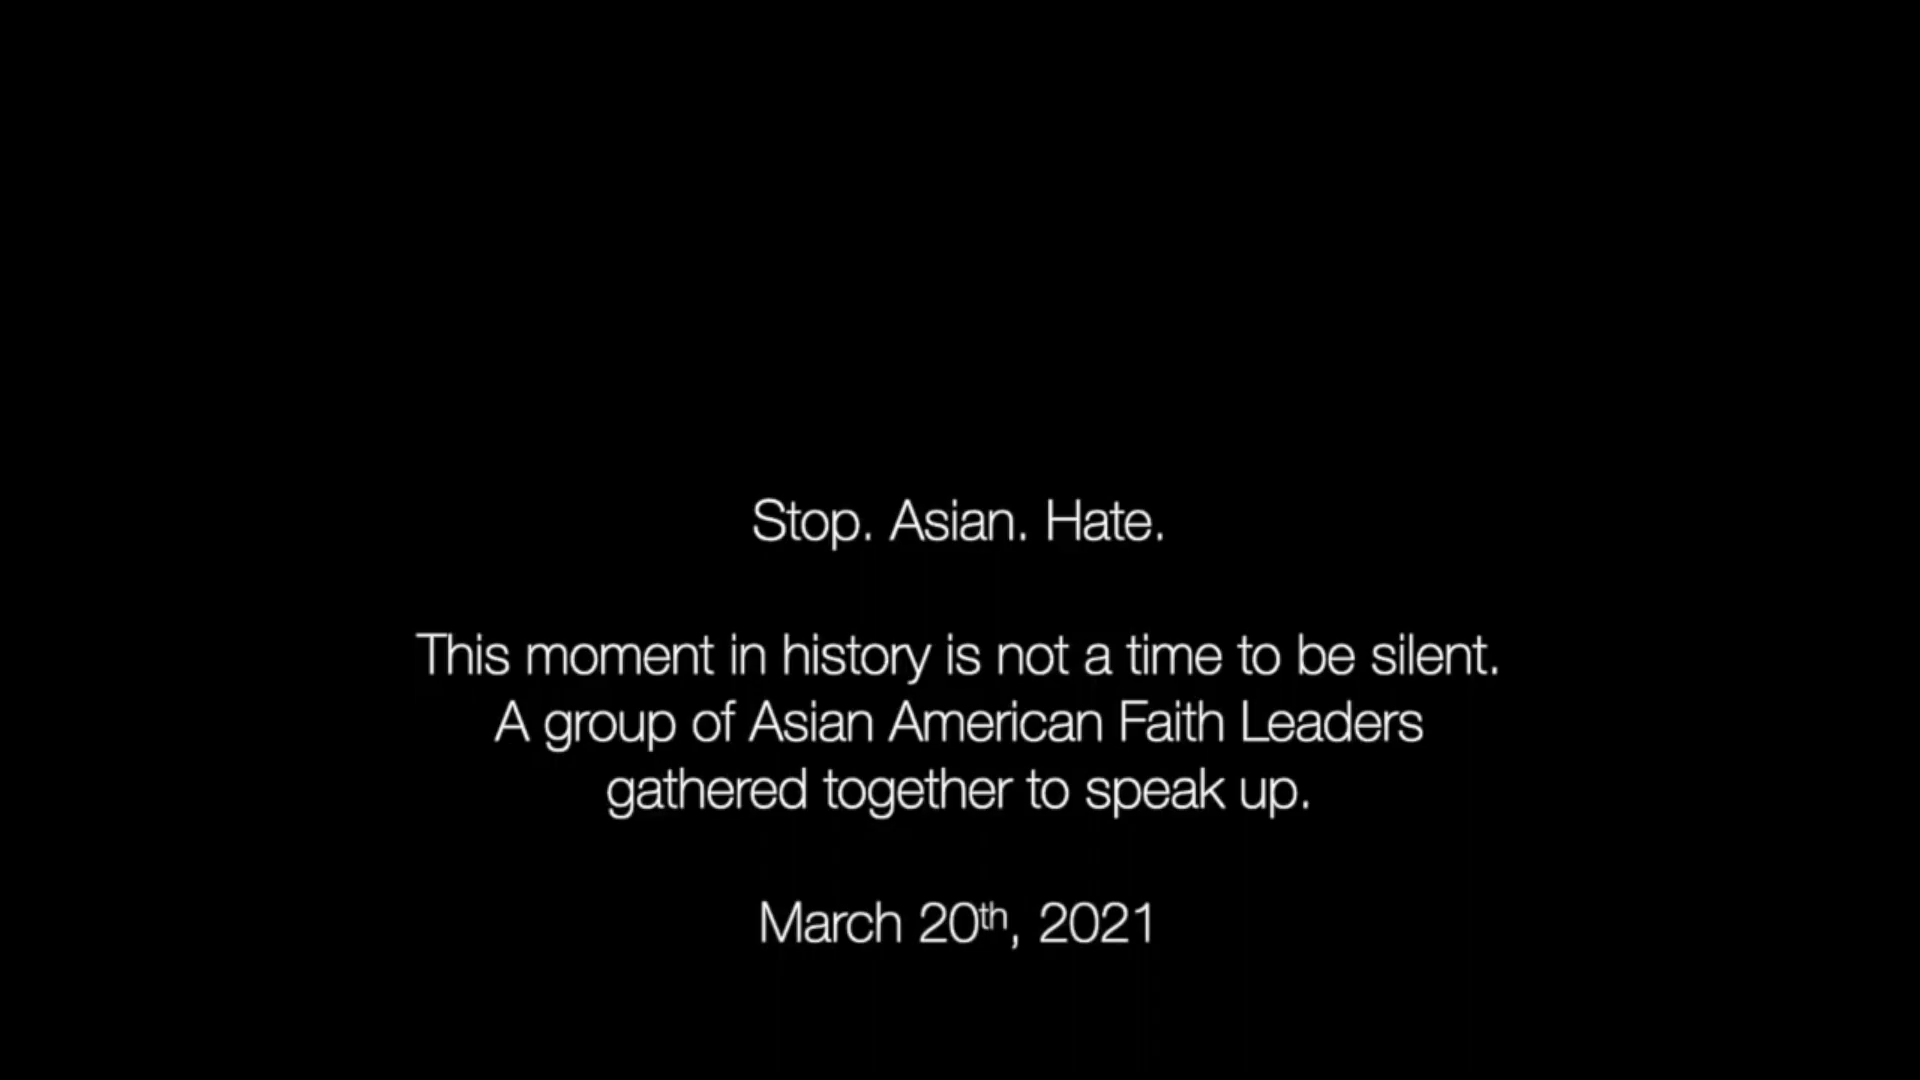 Stop. Asian. Hate.
This moment in history is not a time to be silent.
A group of Asian American Faith Leaders
gathered together to speak up.
March 20th, 2021